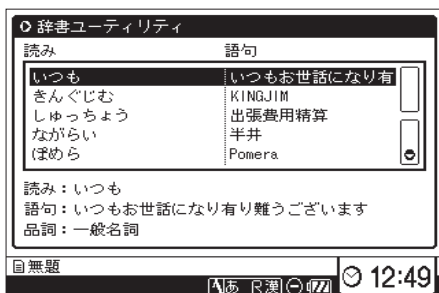 辞書ユーティリティ
読み 語句
いつも いつもお世話になり有
きんぐじむ KINGJIM
しゅっちょう 出張費用精算
ながらい 半井
ぽめら Pomera
読み：いつも
語句：いつもお世話になり有り難うございます
品詞：一般名詞
無題
A あ R漢 12:49